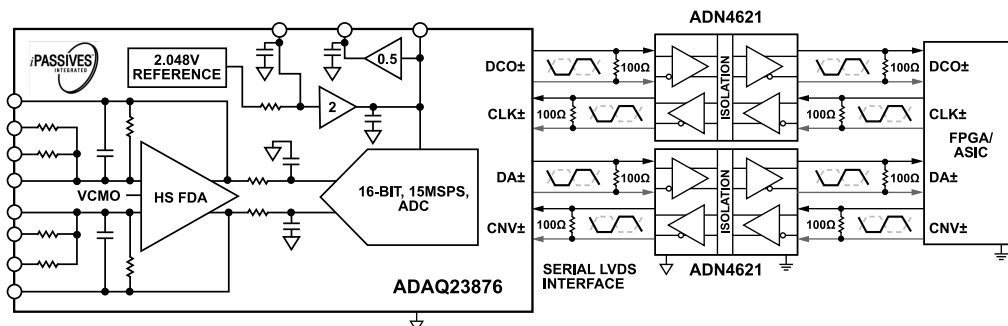 iPASSIVES
INTEGRATED
2.048V
REFERENCE
0.5
2
VCMO
HS FDA
16-BIT, 15MSPS,
ADC
ADAQ23876
SERIAL LVDS
INTERFACE
DCO±
100Ω
CLK±
100Ω
DA±
100Ω
CNV±
100Ω
ADN4621
ISOLATION
ISOLATION
ADN4621
100Ω
DCO±
100Ω
CLK±
100Ω
DA±
100Ω
CNV±
FPGA/
ASIC